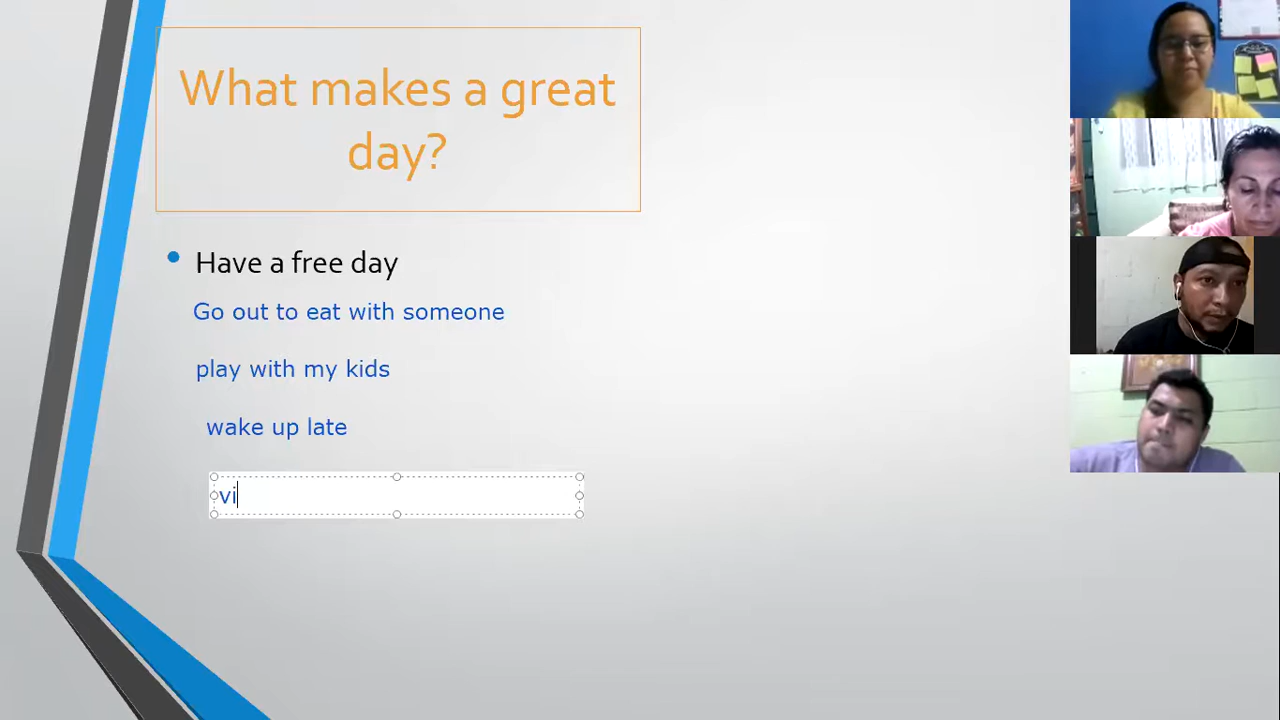 What makes a great
day?
Have a free day
Go out to eat with someone
play with my kids
wake up late
vi